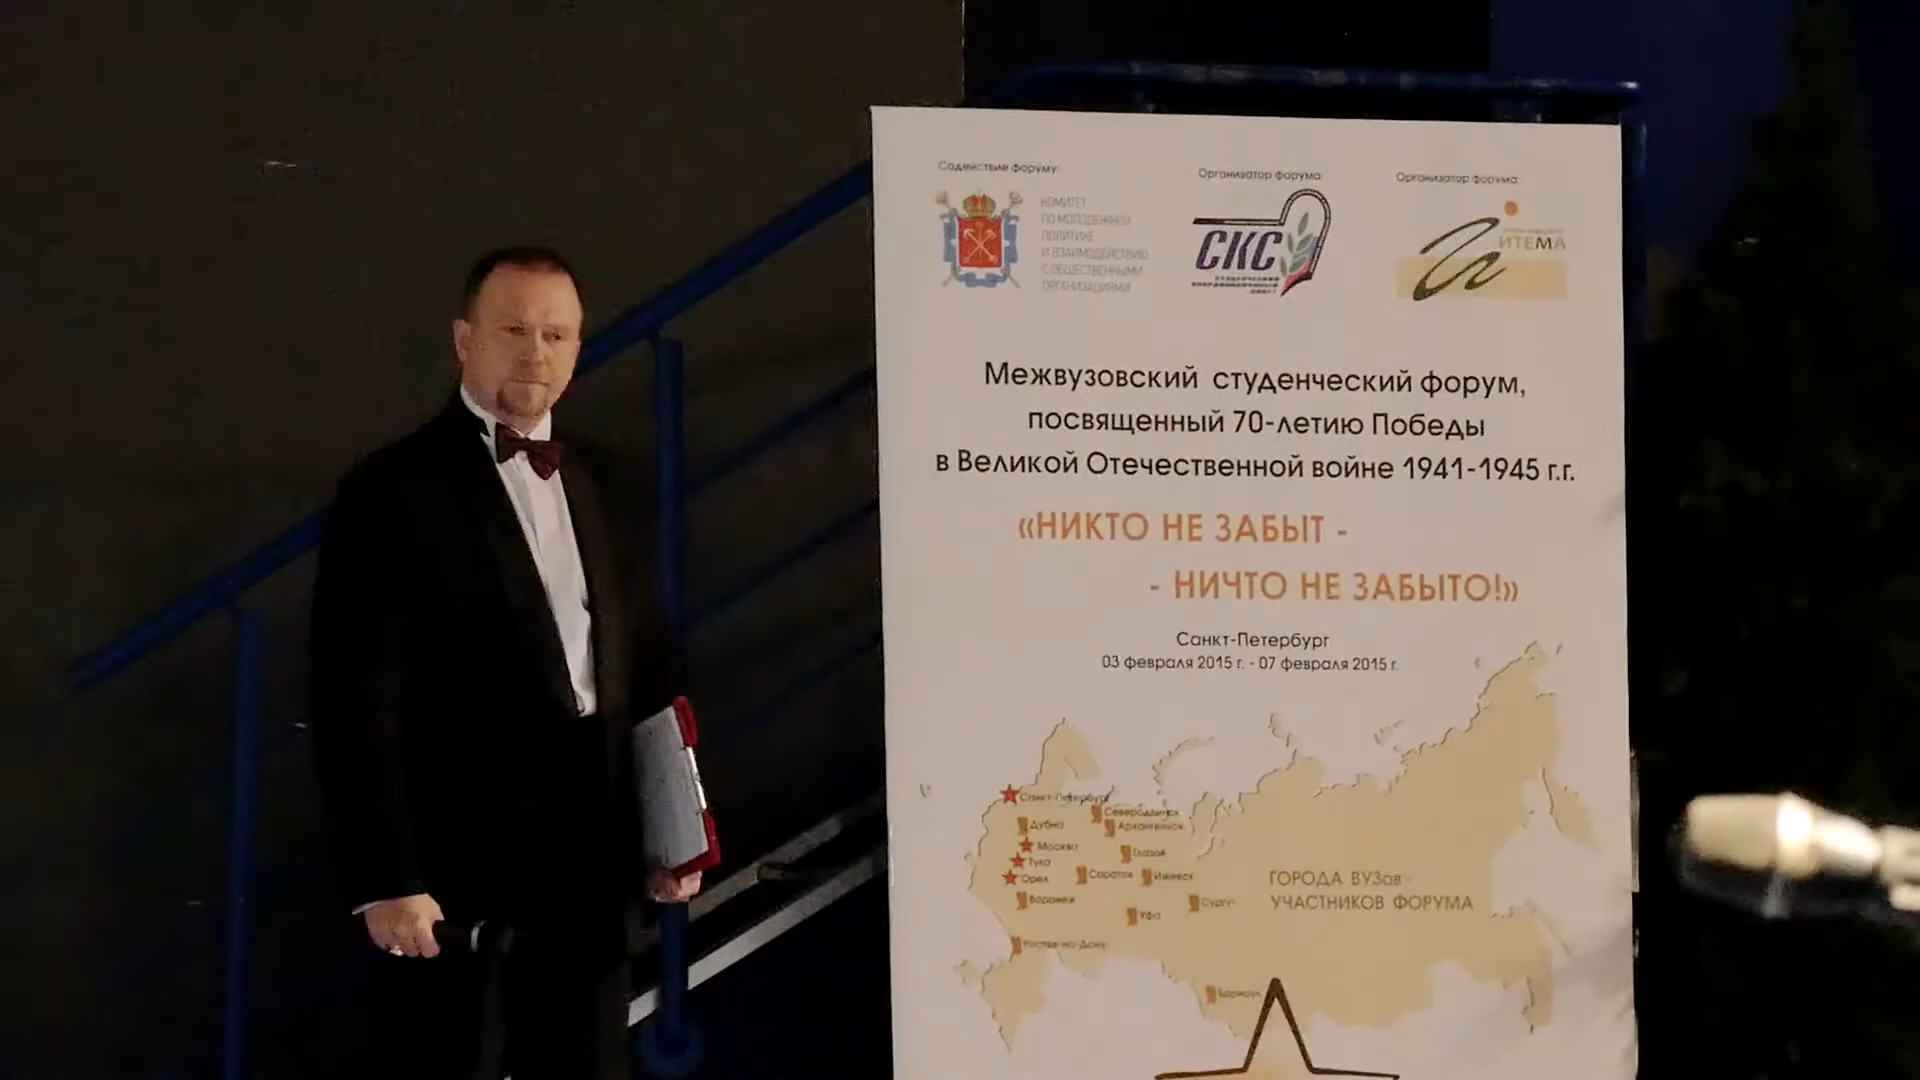 Содействие форуму:
КОМИТЕТ
ПО МОЛОДЕЖНОЙ
ПОЛИТИКЕ
И ВЗАИМОДЕЙСТВИЮ
С ОБЩЕСТВЕННЫМИ
ОРГАНИЗАЦИЯМИ
Организатор форума:
СКС
СТУДЕНЧЕСКИЙ
КООРДИНАЦИОННЫЙ
СОВЕТ
Организатор форума:
ИТЕМА
Межвузовский студенческий форум,
посвященный 70-летию Победы
в Великой Отечественной войне 1941-1945 г.г.
«НИКТО НЕ ЗАБЫТ -
- НИЧТО НЕ ЗАБЫТО!»
Санкт-Петербург
03 февраля 2015 г. - 07 февраля 2015 г.
Санкт-Петербург
Северодвинск
Дубна
Архангельск
Москва
Глазов
Тула
Орел
Саратов
Ижевск
Воронеж
Сургут
Уфа
Ростов-на-Дону
Барнаул
ГОРОДА ВУЗов -
УЧАСТНИКОВ ФОРУМА